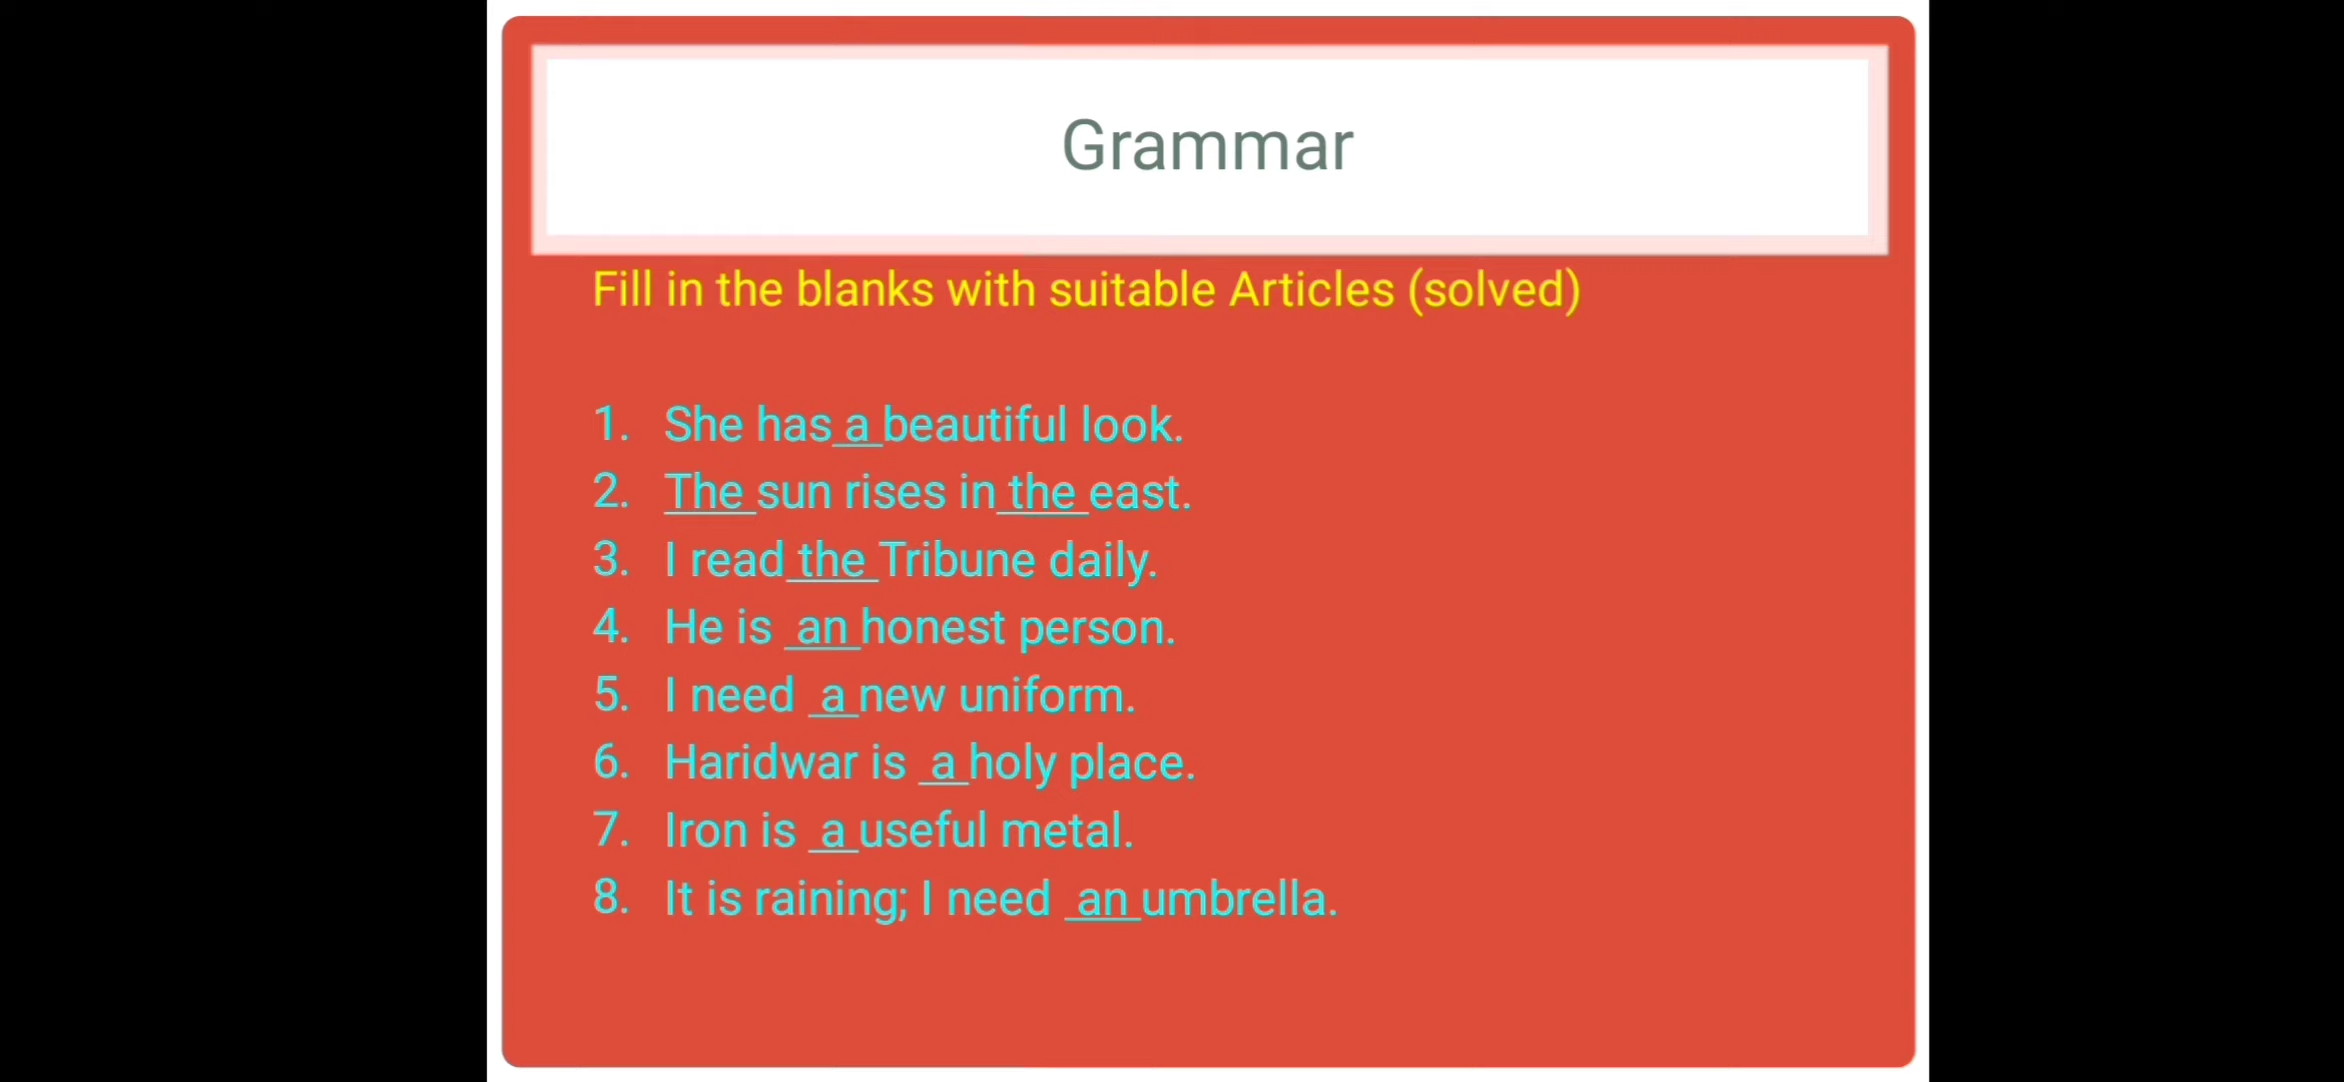 Grammar
Fill in the blanks with suitable Articles (solved)
1. She has a beautiful look.
2. The sun rises in the east.
3. I read the Tribune daily.
4. He is an honest person.
5. I need a new uniform.
6. Haridwar is a holy place.
7. Iron is a useful metal.
8. It is raining; I need an umbrella.